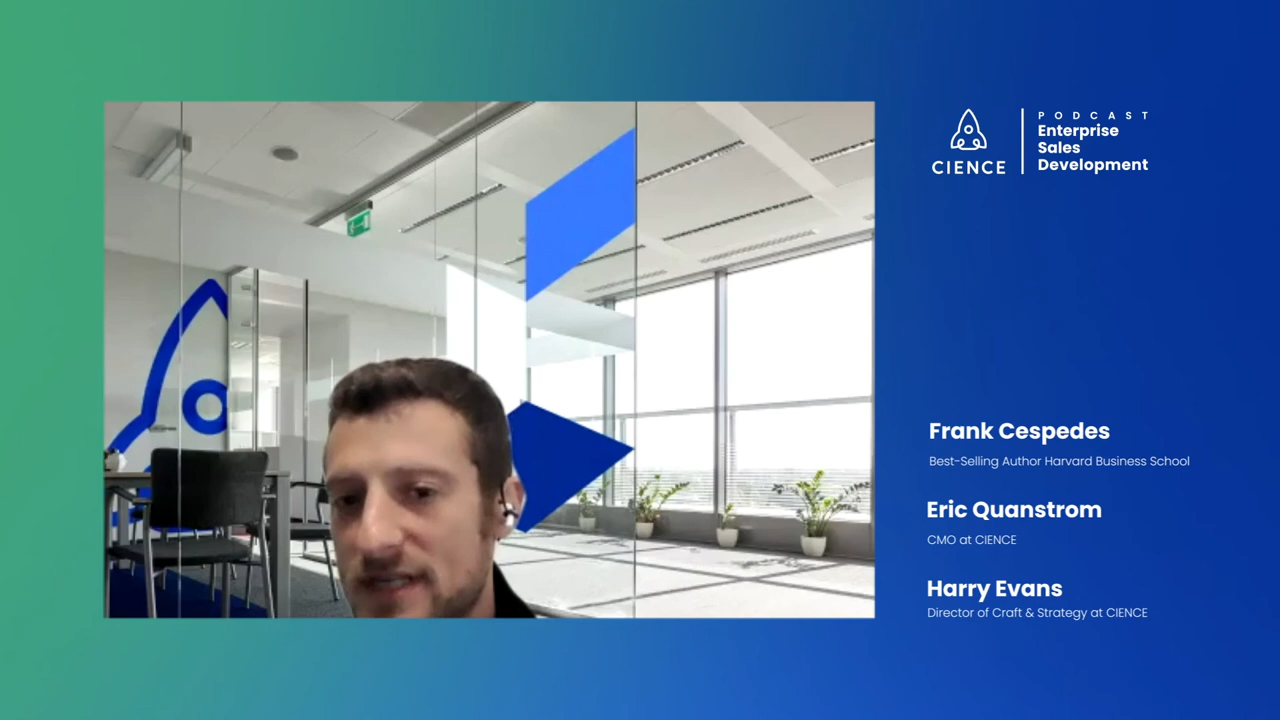 PODCAST
Enterprise
Sales
Development
CIENCE
Frank Cespedes
Best-Selling Author Harvard Business School
Eric Quanstrom
CMO at CIENCE
Harry Evans
Director of Craft & Strategy at CIENCE